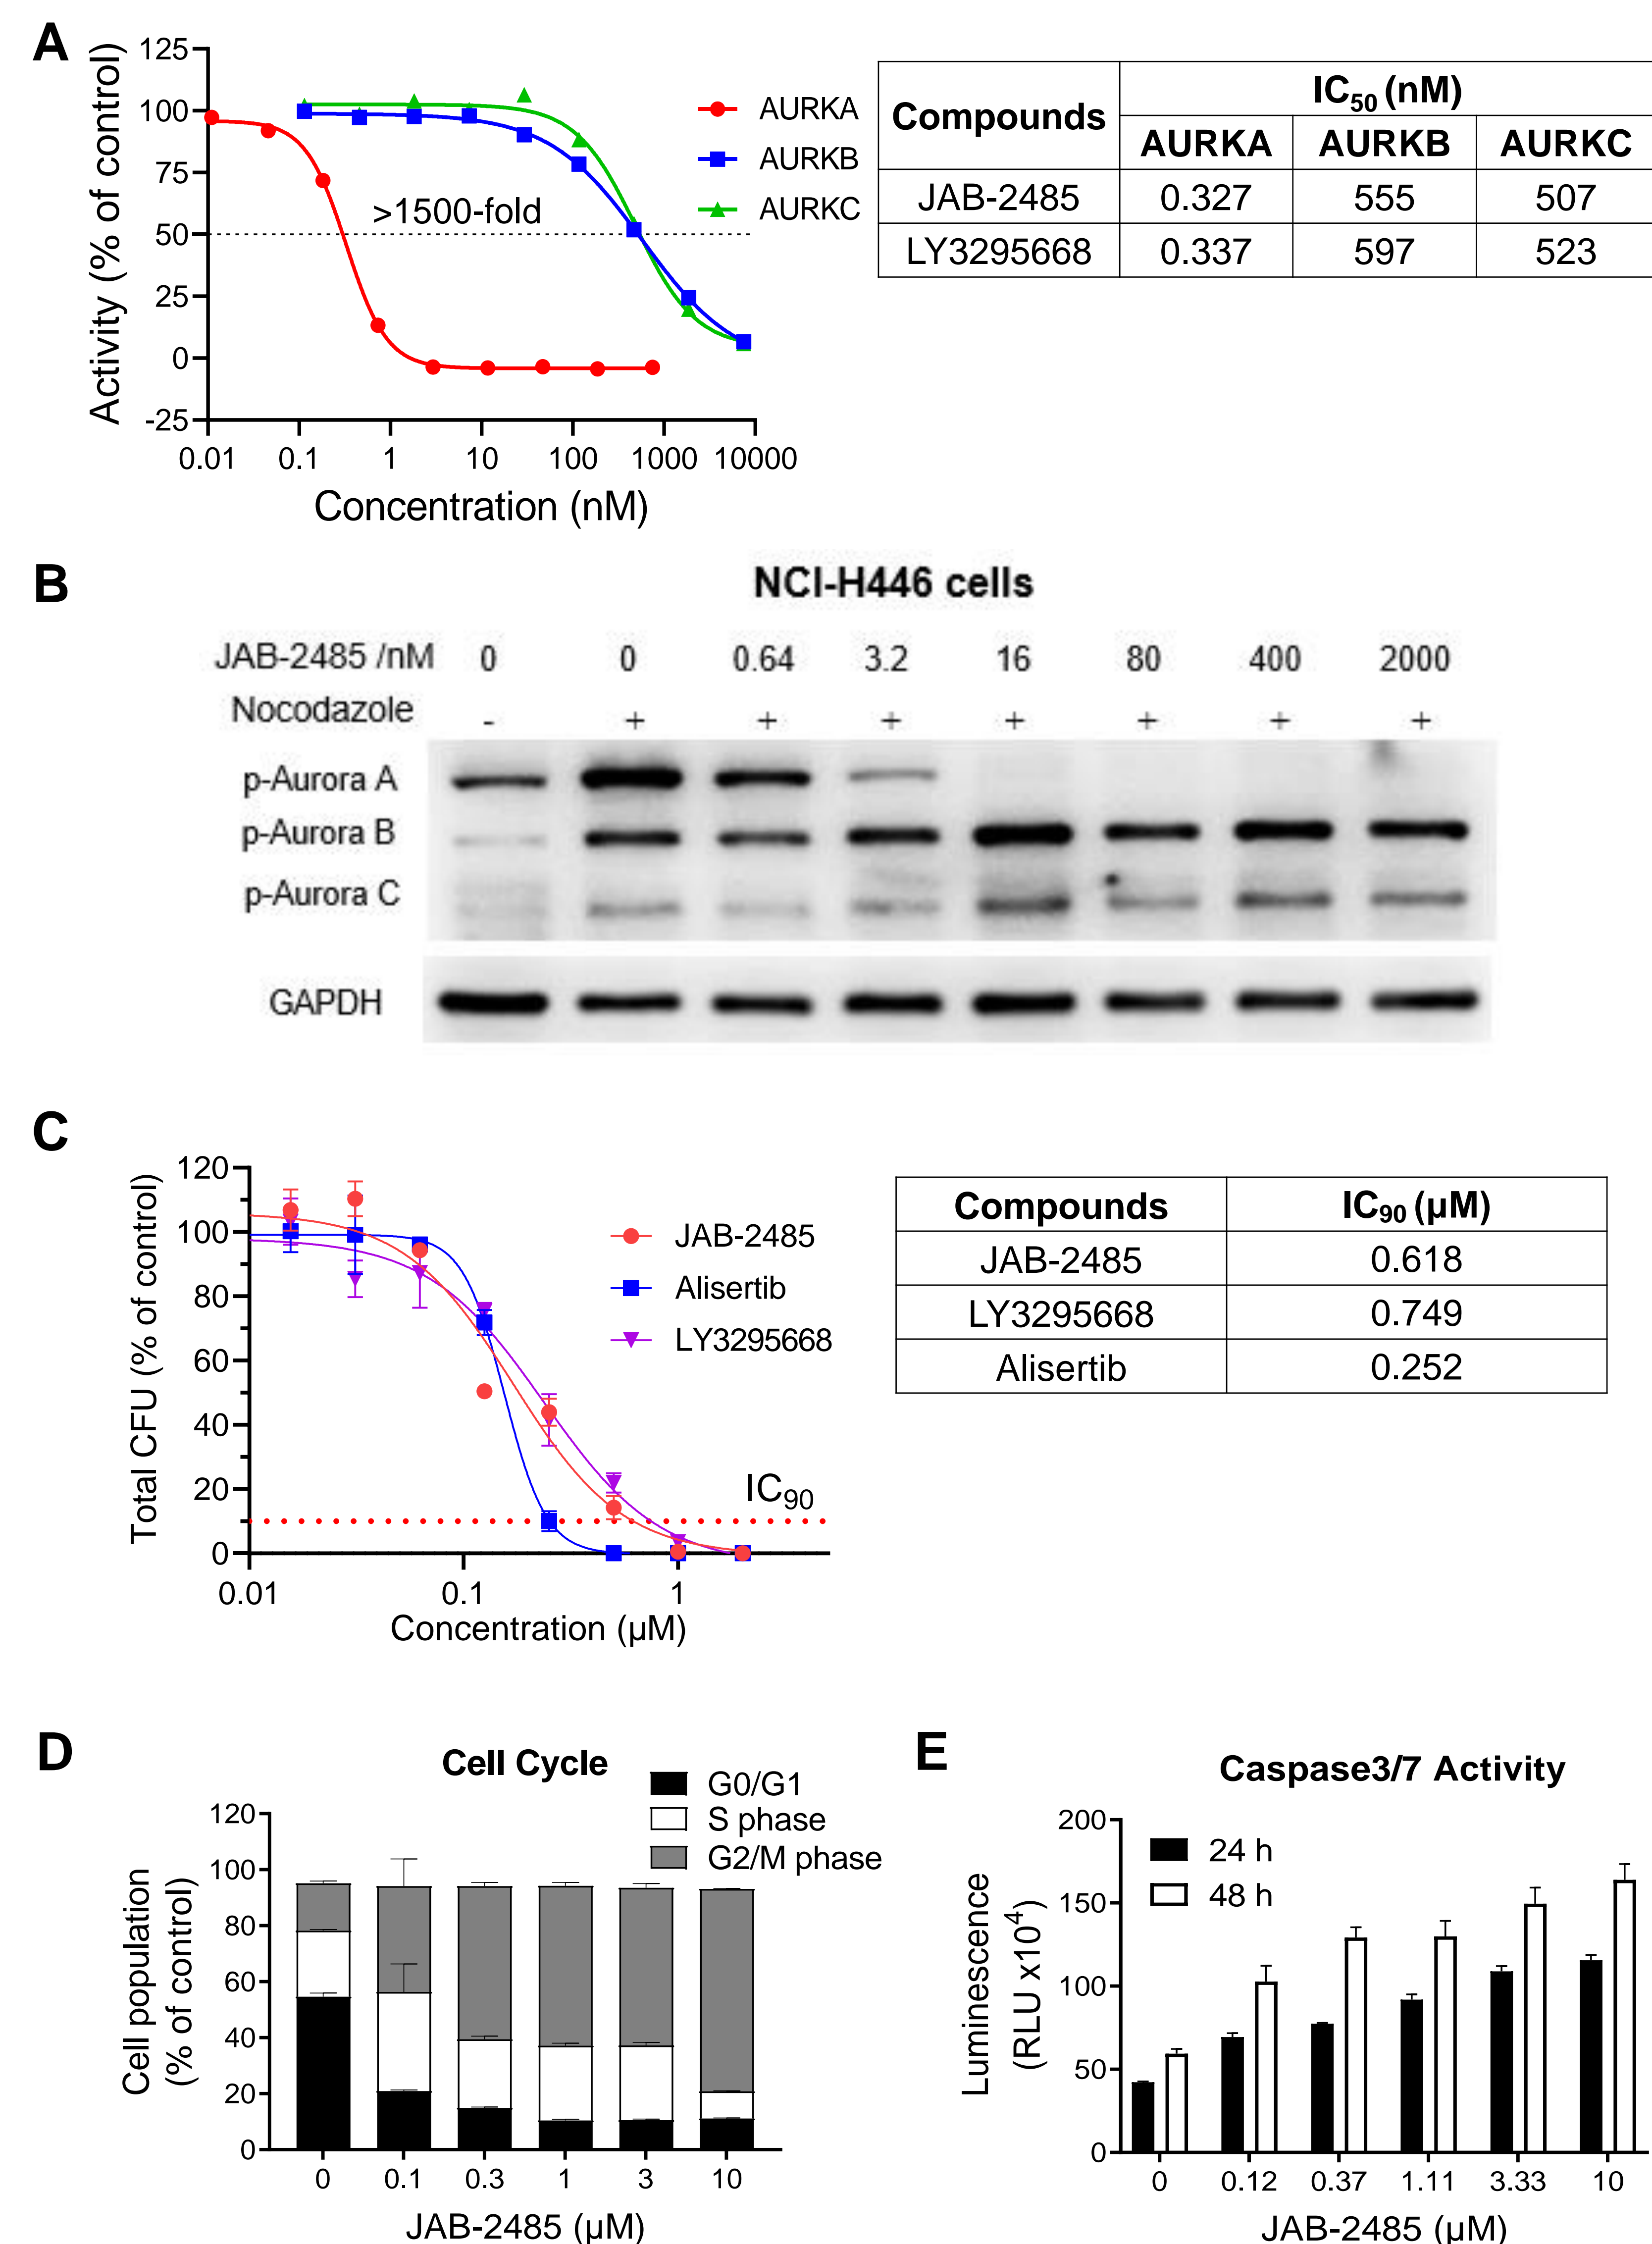 A
Activity (% of control)
125
100
75
50
25
0
-25
>1500-fold
AURKA
AURKB
AURKC
0.01 0.1 1 10 100 1000 10000
Concentration (nM)
Compounds IC50 (nM)
AURKA AURKB AURKC
JAB-2485 0.327 555 507
LY3295668 0.337 597 523
B
NCI-H446 cells
JAB-2485 /nM 0 0 0.64 3.2 16 80 400 2000
Nocodazole - + + + + + + +
p-Aurora A
p-Aurora B
p-Aurora C
GAPDH
C
Total CFU (% of control)
120
100
80
60
40
20
0
JAB-2485
Alisertib
LY3295668
IC90
0.01 0.1 1
Concentration (µM)
Compounds IC90 (µM)
JAB-2485 0.618
LY3295668 0.749
Alisertib 0.252
D
Cell Cycle
G0/G1
S phase
G2/M phase
Cell population
(% of control)
120
100
80
60
40
20
0
0 0.1 0.3 1 3 10
JAB-2485 (µM)
E
Caspase3/7 Activity
24 h
48 h
Luminescence
(RLU x10⁴)
200
150
100
50
0
0 0.12 0.37 1.11 3.33 10
JAB-2485 (µM)